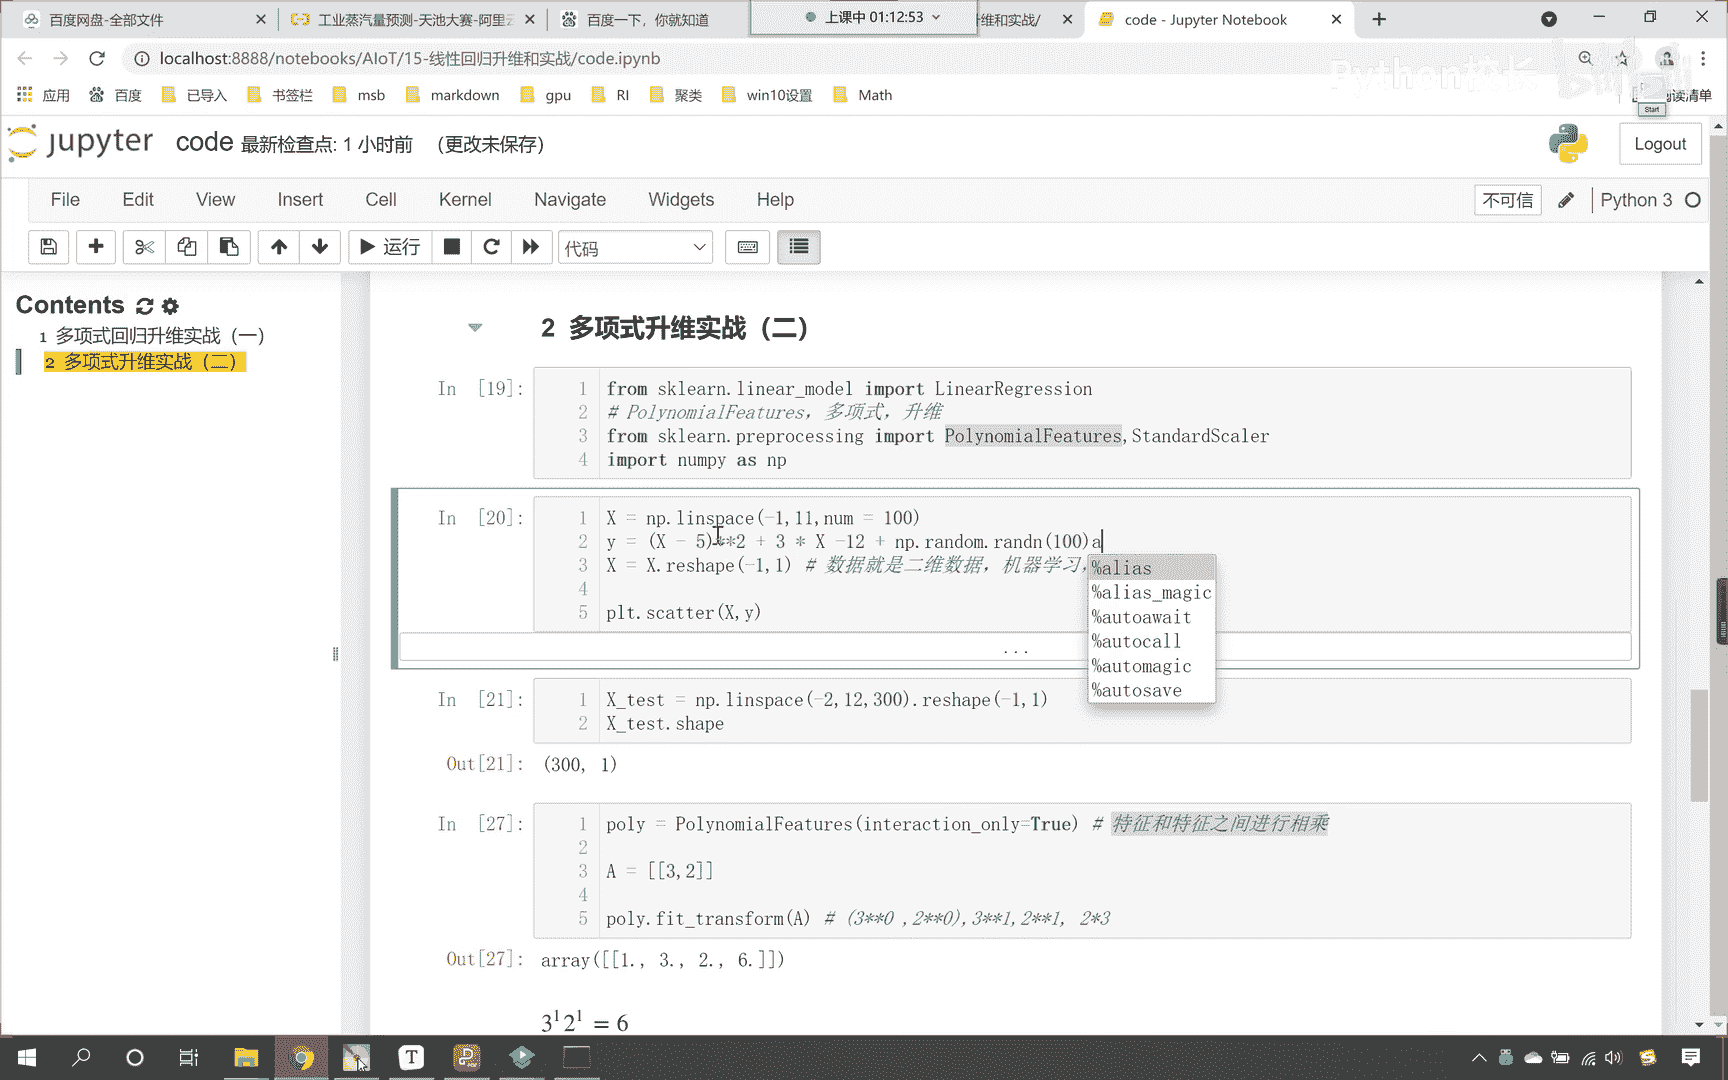 百度网盘-全部文件
工业蒸汽量预测-天池大赛-阿里云
百度一下，你就知道
上课中 01:12:53
升维和实战/
code - Jupyter Notebook
localhost:8888/notebooks/AIoT/15-线性回归升维和实战/code.ipynb
Python校长
bilibili
应用
百度
已导入
书签栏
msb
markdown
gpu
RI
聚类
win10设置
Math
阅读清单
Start
jupyter
code 最新检查点: 1 小时前 （更改未保存）
Logout
File Edit View Insert Cell Kernel Navigate Widgets Help
不可信
Python 3
运行
代码
Contents
1 多项式回归升维实战（一）
2 多项式升维实战（二）
2 多项式升维实战（二）
In [19]:
1 from sklearn.linear_model import LinearRegression
2 # PolynomialFeatures，多项式，升维
3 from sklearn.preprocessing import PolynomialFeatures,StandardScaler
4 import numpy as np
In [20]:
1 X = np.linspace(-1,11,num = 100)
2 y = (X - 5)**2 + 3 * X -12 + np.random.randn(100)a
3 X = X.reshape(-1,1) # 数据就是二维数据，机器学习，
4
5 plt.scatter(X,y)
%alias
%alias_magic
%autoawait
%autocall
%automagic
%autosave
...
In [21]:
1 X_test = np.linspace(-2,12,300).reshape(-1,1)
2 X_test.shape
Out[21]: (300, 1)
In [27]:
1 poly = PolynomialFeatures(interaction_only=True) # 特征和特征之间进行相乘
2
3 A = [[3,2]]
4
5 poly.fit_transform(A) # (3**0 ,2**0),3**1,2**1, 2*3
Out[27]: array([[1., 3., 2., 6.]])
3¹2¹ = 6